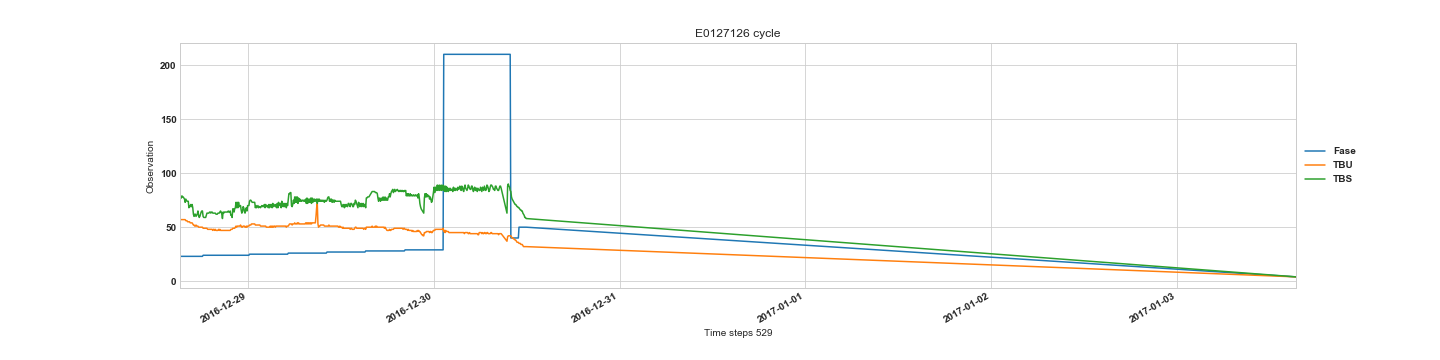 E0127126 cycle
Observation
200
150
100
50
0
Fase
TBU
TBS
2016-12-29
2016-12-30
2016-12-31
2017-01-01
2017-01-02
2017-01-03
Time steps 529